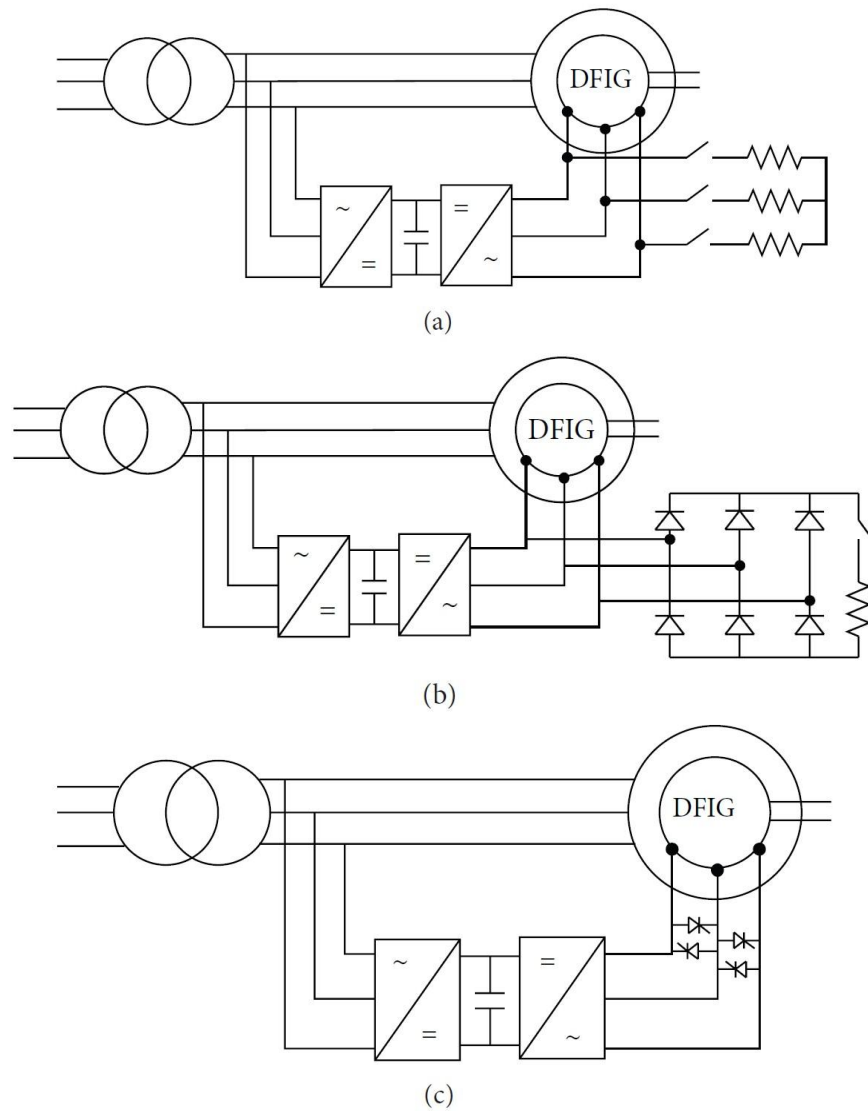 DFIG
~
=
=
~
(a)
DFIG
~
=
=
~
(b)
DFIG
~
=
=
~
(c)